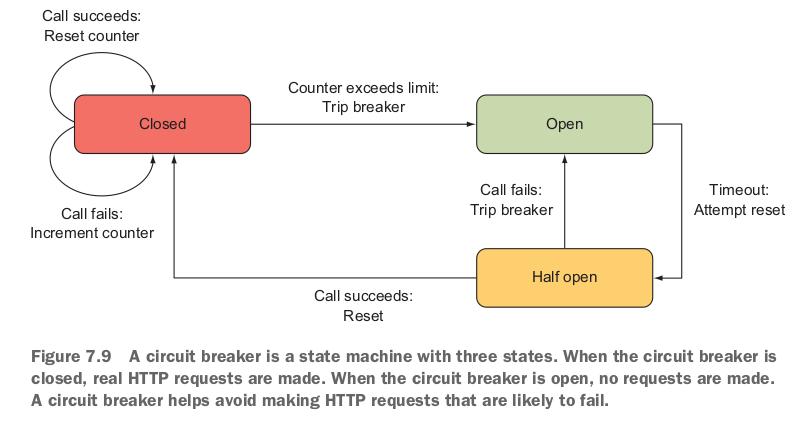 Call succeeds:
Reset counter
Counter exceeds limit:
Trip breaker
Closed
Open
Call fails:
Trip breaker
Timeout:
Attempt reset
Call fails:
Increment counter
Half open
Call succeeds:
Reset
Figure 7.9 A circuit breaker is a state machine with three states. When the circuit breaker is
closed, real HTTP requests are made. When the circuit breaker is open, no requests are made.
A circuit breaker helps avoid making HTTP requests that are likely to fail.